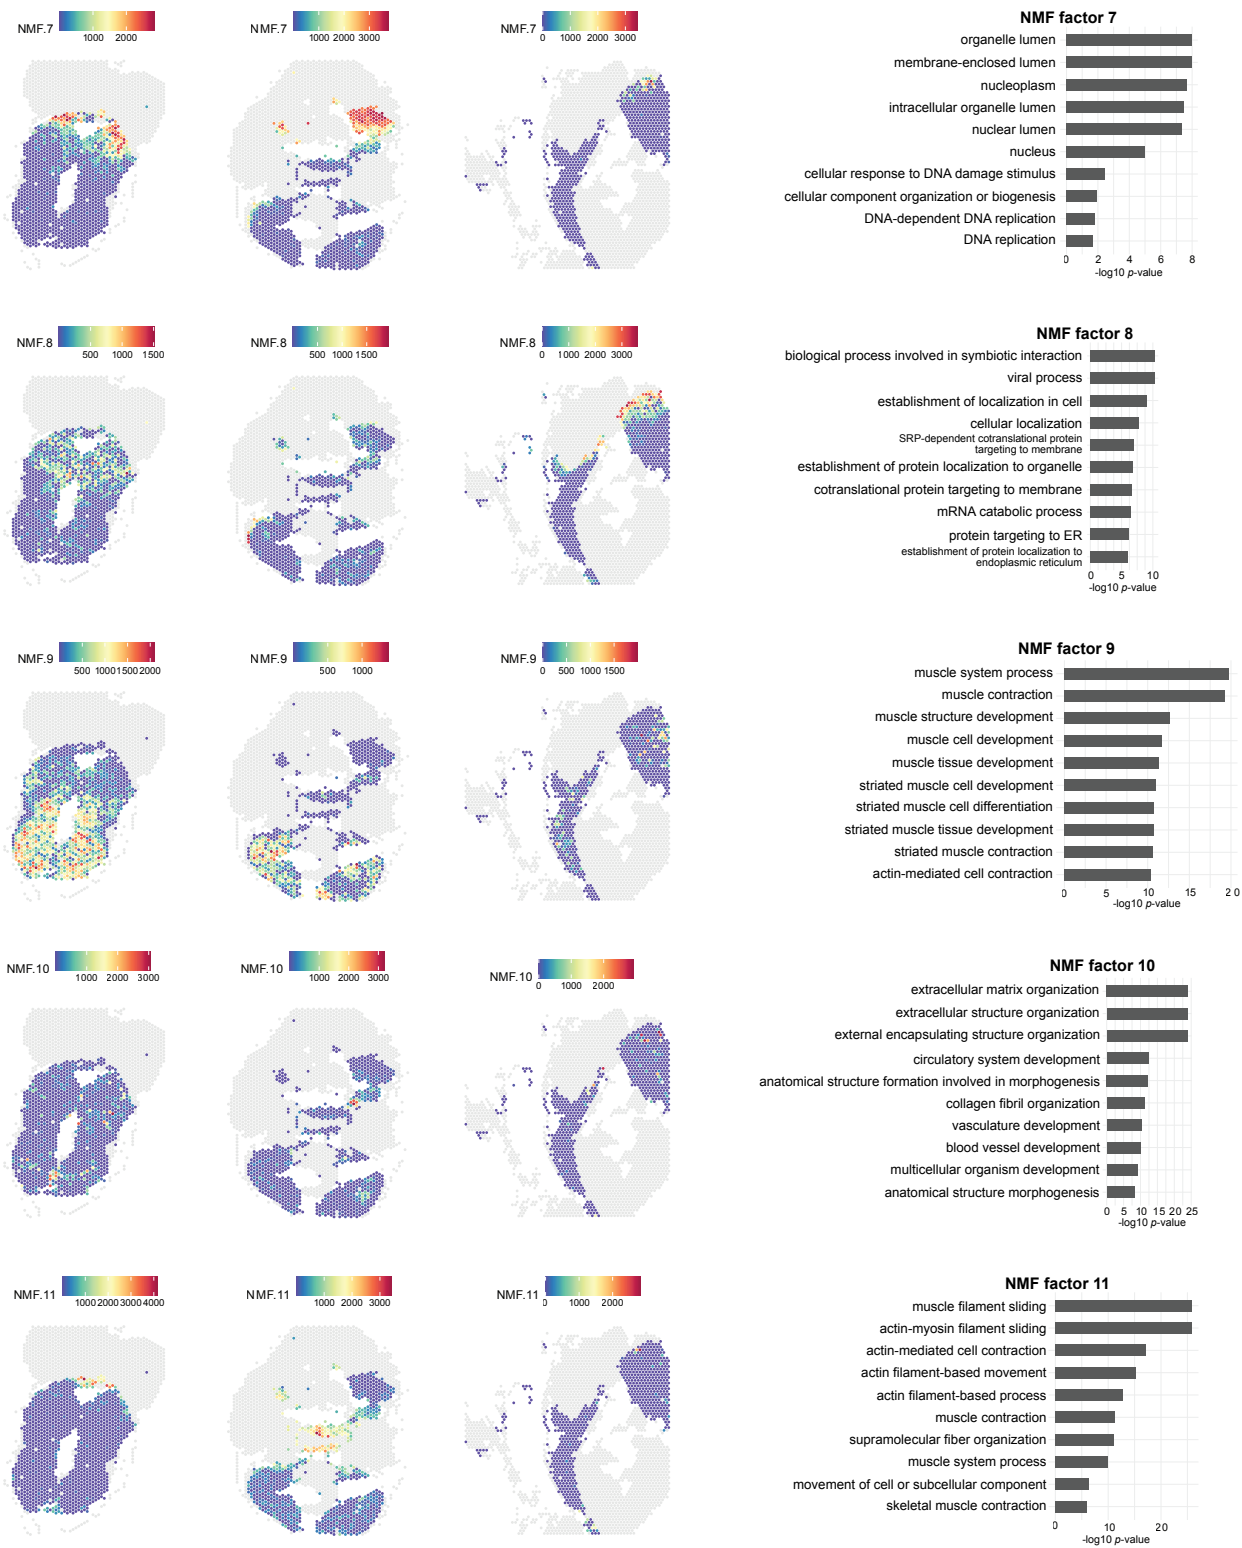 NMF.7
1000 2000
NMF.7
1000 2000 3000
NMF.7
0 1000 2000 3000
NMF factor 7
organelle lumen
membrane-enclosed lumen
nucleoplasm
intracellular organelle lumen
nuclear lumen
nucleus
cellular response to DNA damage stimulus
cellular component organization or biogenesis
DNA-dependent DNA replication
DNA replication
0 2 4 6 8
-log10 p-value
NMF.8
500 1000 1500
NMF.8
500 1000 1500
NMF.8
0 1000 2000 3000
NMF factor 8
biological process involved in symbiotic interaction
viral process
establishment of localization in cell
cellular localization
SRP-dependent cotranslational protein
targeting to membrane
establishment of protein localization to organelle
cotranslational protein targeting to membrane
mRNA catabolic process
protein targeting to ER
establishment of protein localization to
endoplasmic reticulum
0 5 10
-log10 p-value
NMF.9
500 1000 1500 2000
NMF.9
500 1000
NMF.9
0 500 1000 1500
NMF factor 9
muscle system process
muscle contraction
muscle structure development
muscle cell development
muscle tissue development
striated muscle cell development
striated muscle cell differentiation
striated muscle tissue development
striated muscle contraction
actin-mediated cell contraction
0 5 10 15 20
-log10 p-value
NMF.10
1000 2000 3000
NMF.10
1000 2000 3000
NMF.10
0 1000 2000
NMF factor 10
extracellular matrix organization
extracellular structure organization
external encapsulating structure organization
circulatory system development
anatomical structure formation involved in morphogenesis
collagen fibril organization
vasculature development
blood vessel development
multicellular organism development
anatomical structure morphogenesis
0 5 10 15 20 25
-log10 p-value
NMF.11
1000 2000 3000 4000
NMF.11
1000 2000 3000
NMF.11
0 1000 2000
NMF factor 11
muscle filament sliding
actin-myosin filament sliding
actin-mediated cell contraction
actin filament-based movement
actin filament-based process
muscle contraction
supramolecular fiber organization
muscle system process
movement of cell or subcellular component
skeletal muscle contraction
0 10 20
-log10 p-value